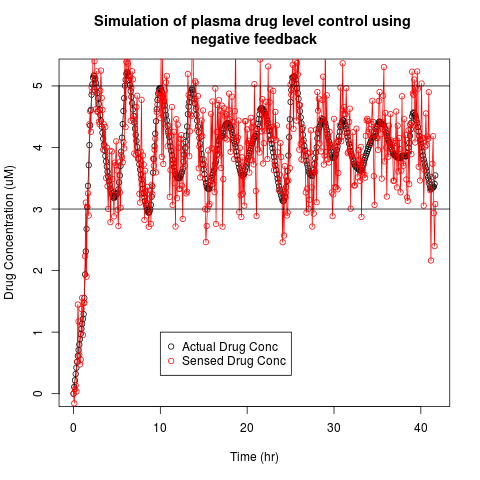 Simulation of plasma drug level control using
negative feedback
Drug Concentration (uM)
5
4
3
2
1
0
Actual Drug Conc
Sensed Drug Conc
0
10
20
30
40
Time (hr)